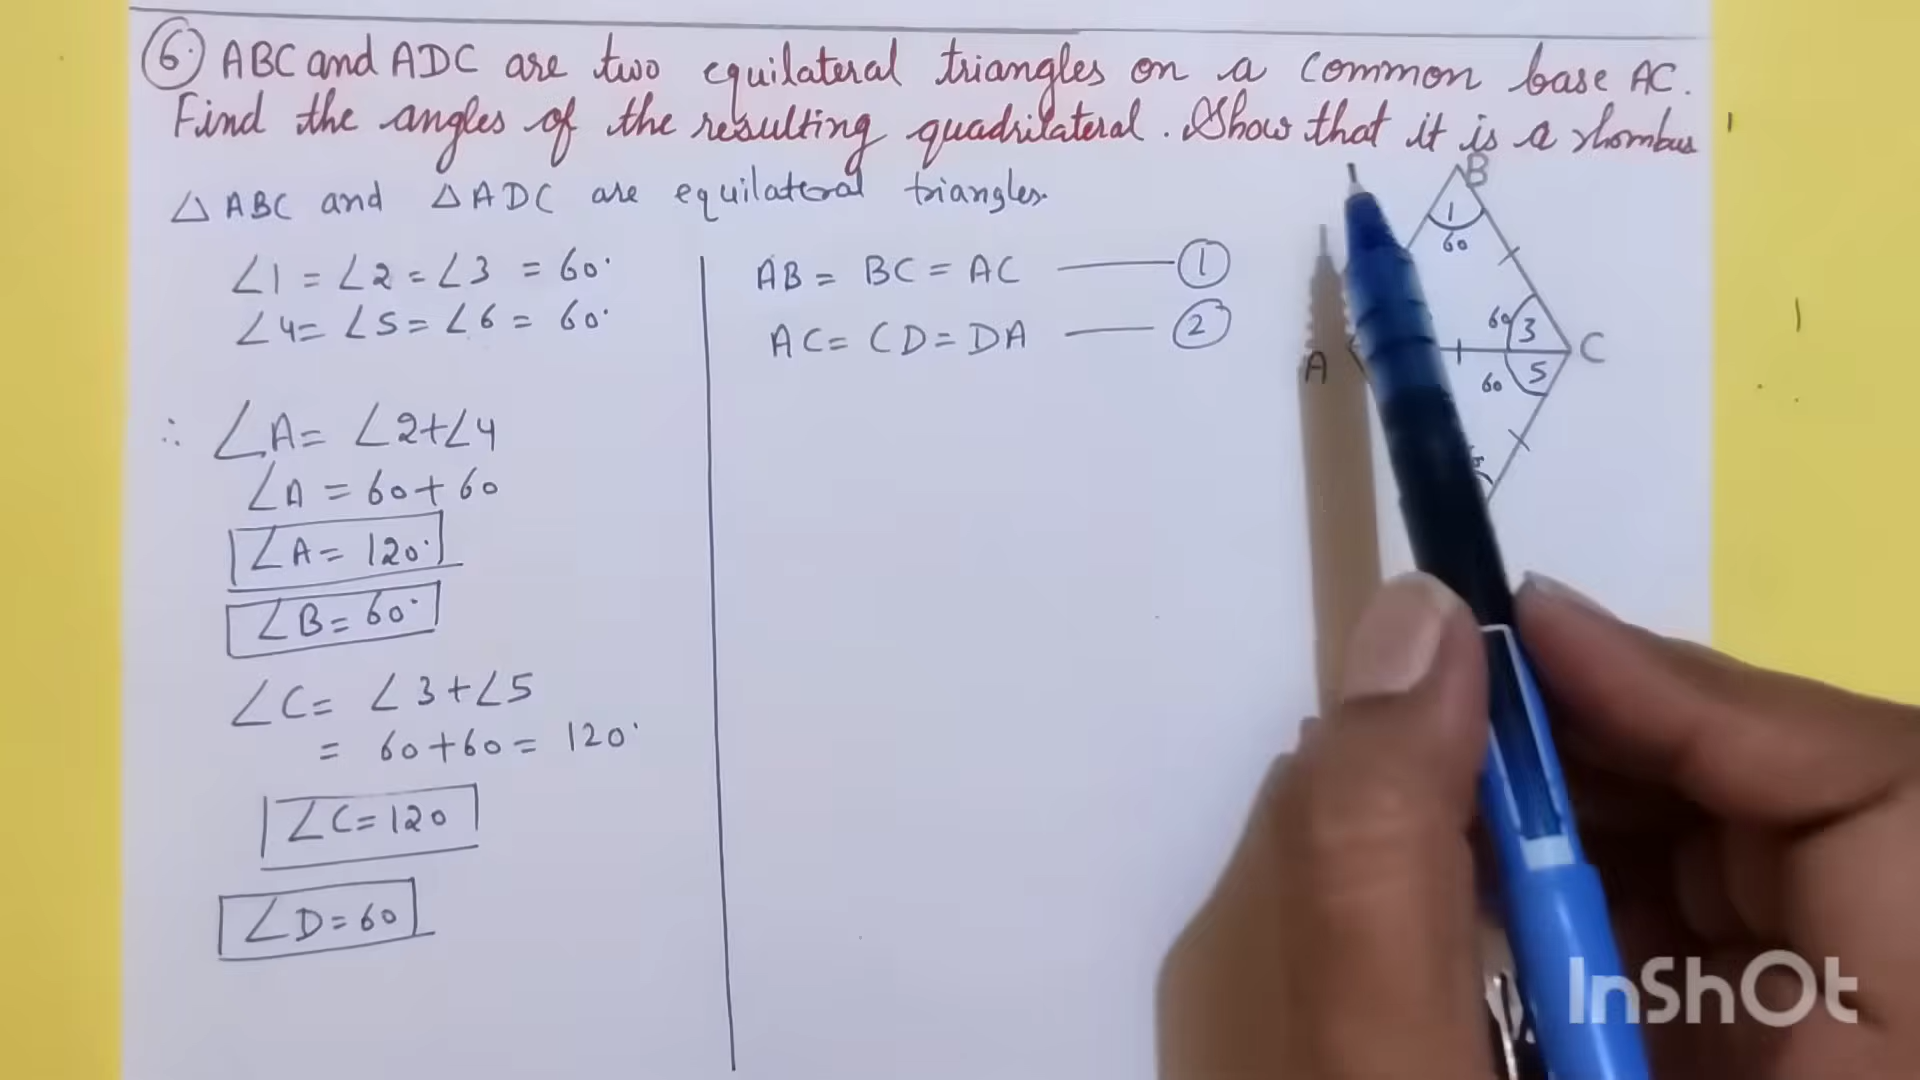 6. ABC and ADC are two equilateral triangles on a common base AC.
Find the angles of the resulting quadrilateral. Show that it is a rhombus
△ ABC and △ ADC are equilateral triangles.
∠1 = ∠2 = ∠3 = 60°
∠4 = ∠5 = ∠6 = 60°
∴ ∠A = ∠2+∠4
∠A = 60+60
∠A = 120°
∠B = 60°
∠C = ∠3+∠5
= 60+60 = 120°
∠C = 120
∠D = 60
AB = BC = AC —— 1
AC = CD = DA —— 2
B
1
60
60 3
A
C
60 5
InShOt